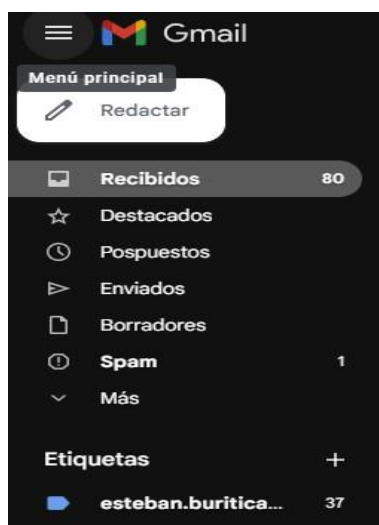 Gmail
Menú principal
Redactar
Recibidos 80
Destacados
Pospuestos
Enviados
Borradores
Spam 1
Más
Etiquetas +
esteban.buritica... 37